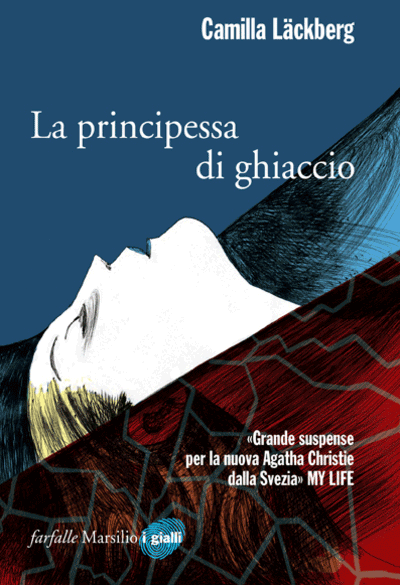 Camilla Läckberg
La principessa
di ghiaccio
«Grande suspense
per la nuova Agatha Christie
dalla Svezia» MY LIFE
farfalle Marsilio i gialli